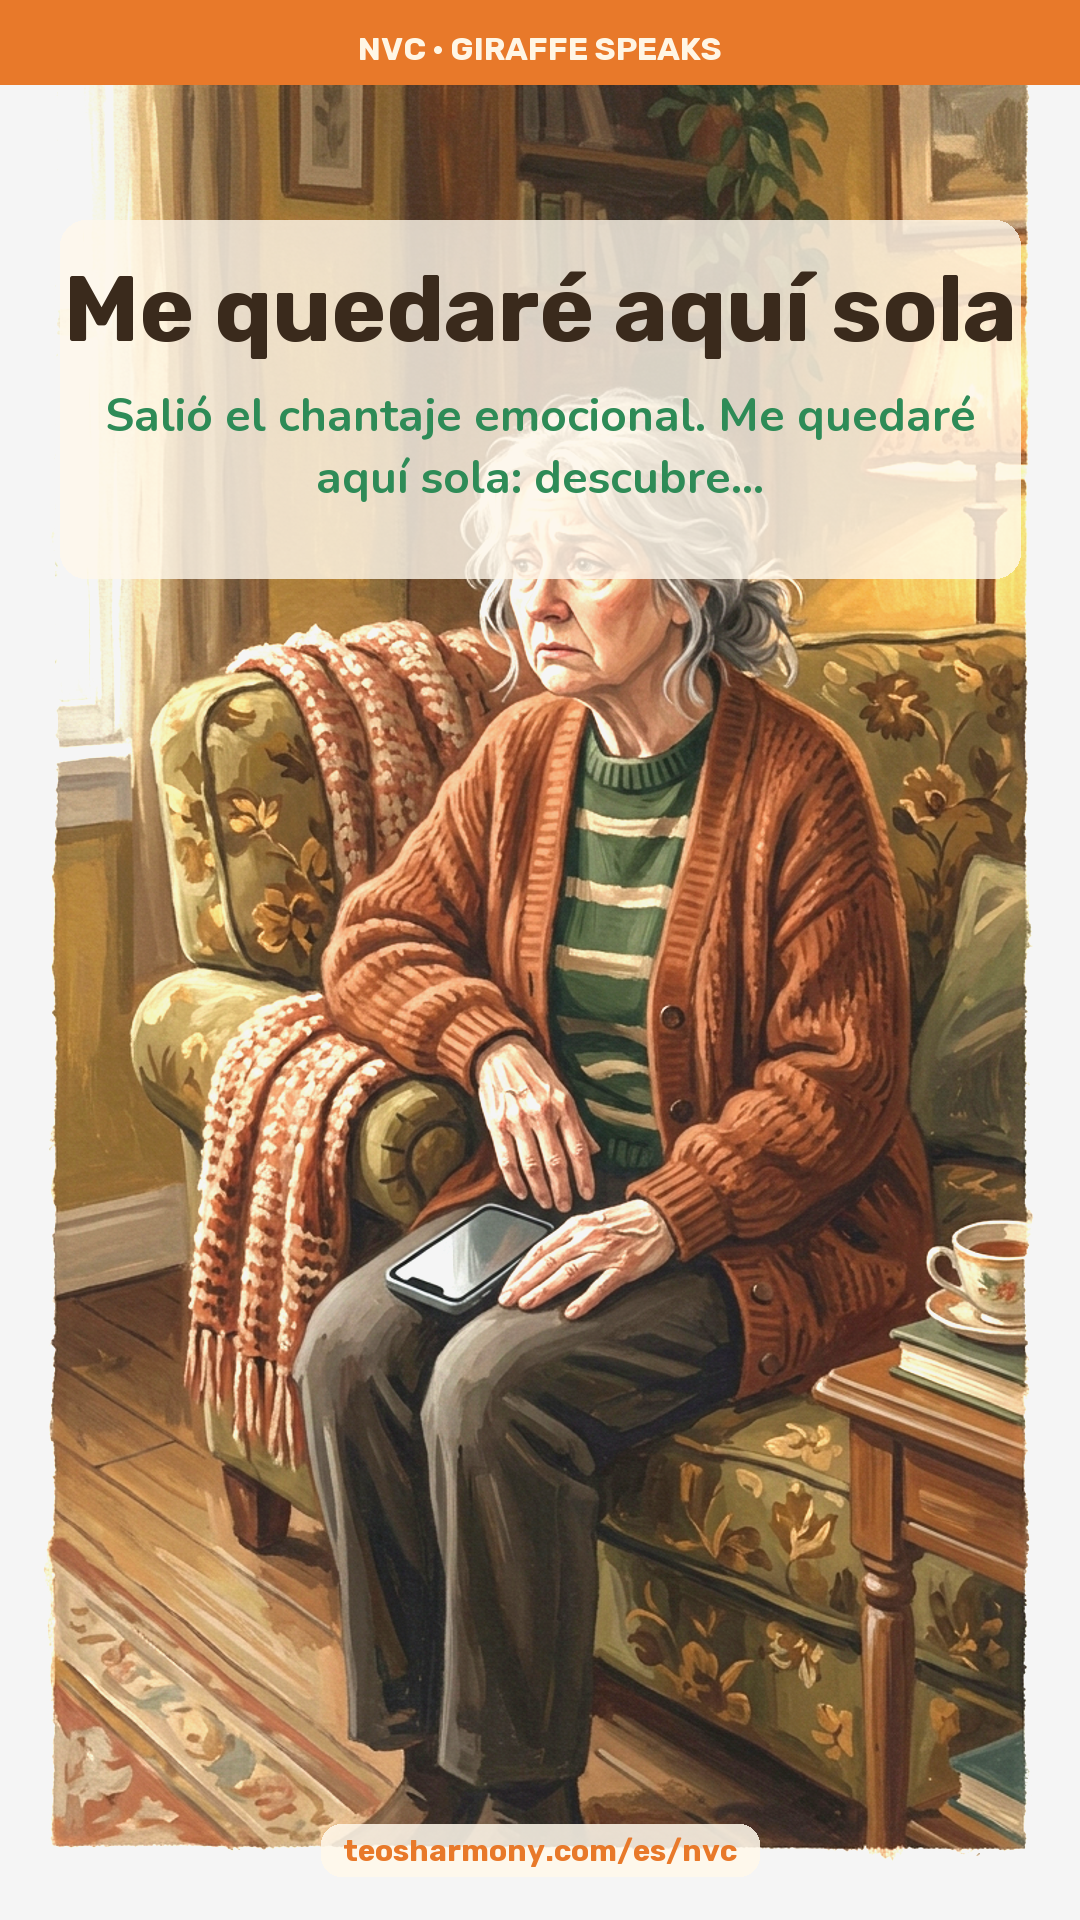 NVC • GIRAFFE SPEAKS
Me quedaré aquí sola
Salió el chantaje emocional. Me quedaré
aquí sola: descubre...
teosharmony.com/es/nvc